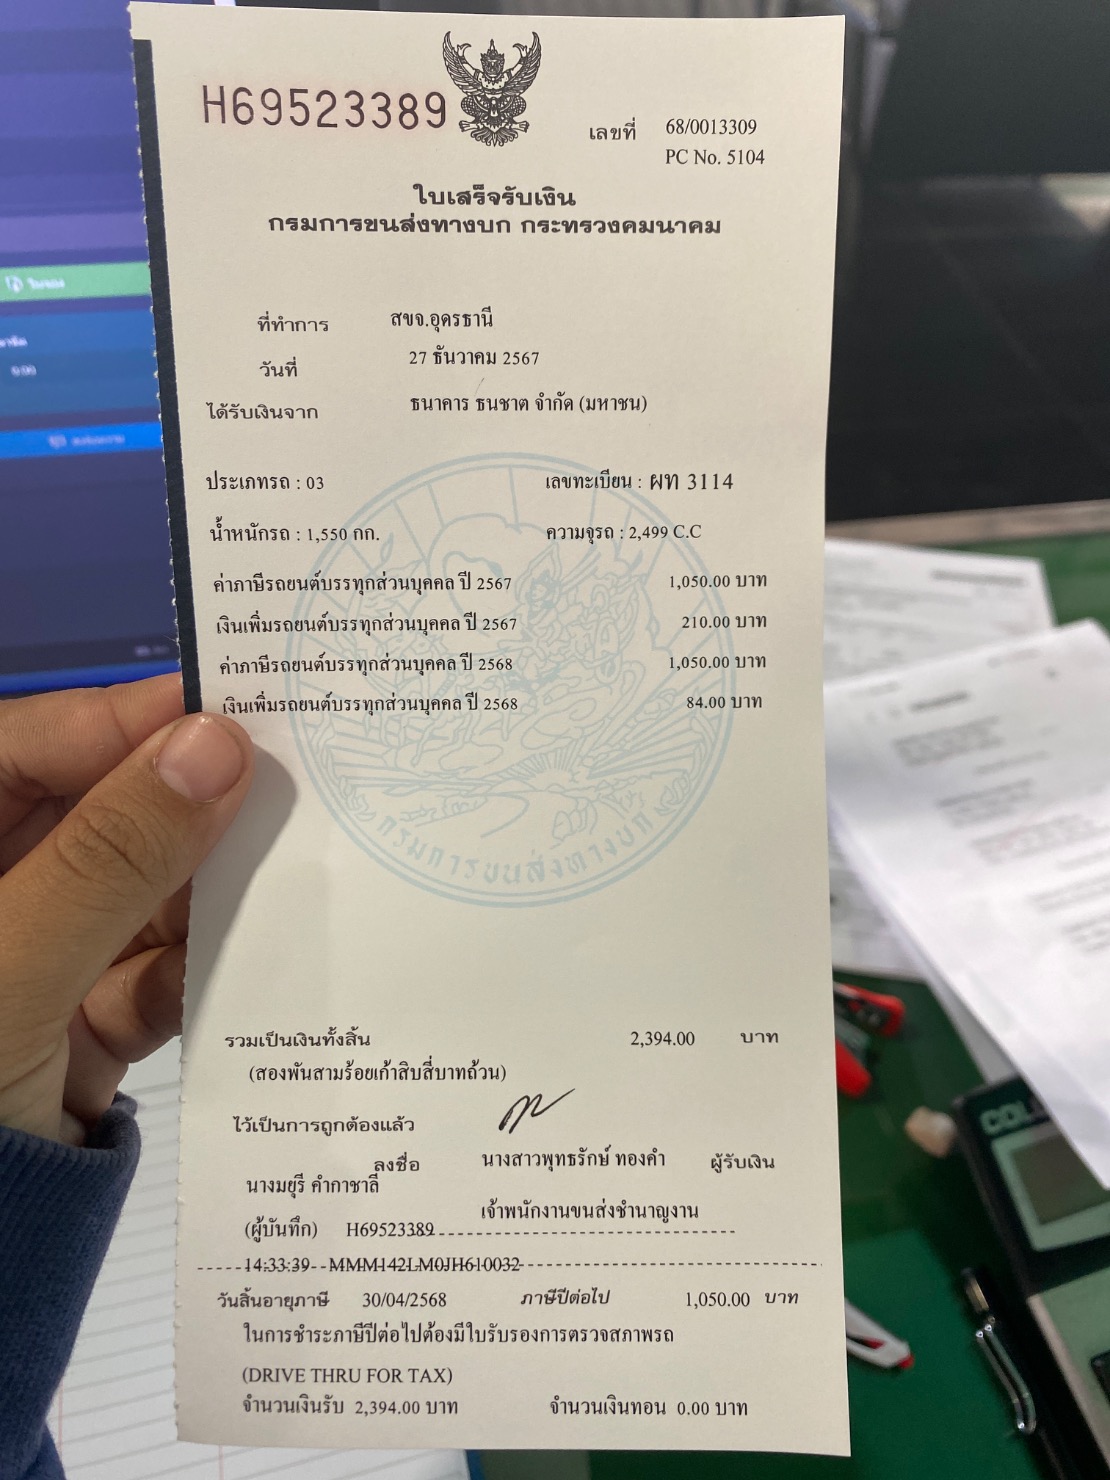 H69523389
เลขที่ 68/0013309
PC No. 5104
ใบเสร็จรับเงิน
กรมการขนส่งทางบก กระทรวงคมนาคม
ที่ทำการ สขจ.อุดรธานี
วันที่ 27 ธันวาคม 2567
ได้รับเงินจาก ธนาคาร ธนชาต จำกัด (มหาชน)
ประเภทรถ : 03 เลขทะเบียน : ผท 3114
น้ำหนักรถ : 1,550 กก. ความจุรถ : 2,499 C.C
ค่าภาษีรถยนต์บรรทุกส่วนบุคคล ปี 2567 1,050.00 บาท
เงินเพิ่มรถยนต์บรรทุกส่วนบุคคล ปี 2567 210.00 บาท
ค่าภาษีรถยนต์บรรทุกส่วนบุคคล ปี 2568 1,050.00 บาท
เงินเพิ่มรถยนต์บรรทุกส่วนบุคคล ปี 2568 84.00 บาท
กรมการขนส่งทางบก
รวมเป็นเงินทั้งสิ้น 2,394.00 บาท
(สองพันสามร้อยเก้าสิบสี่บาทถ้วน)
ไว้เป็นการถูกต้องแล้ว
ลงชื่อ นางสาวพุทธรักษ์ ทองคำ ผู้รับเงิน
นางมยุรี คำกาชาลี
เจ้าพนักงานขนส่งชำนาญงาน
(ผู้บันทึก) H69523389
14:33:39--MMM142LM0JH610032
วันสิ้นอายุภาษี 30/04/2568 ภาษีปีต่อไป 1,050.00 บาท
ในการชำระภาษีปีต่อไปต้องมีใบรับรองการตรวจสภาพรถ
(DRIVE THRU FOR TAX)
จำนวนเงินรับ 2,394.00 บาท จำนวนเงินทอน 0.00 บาท